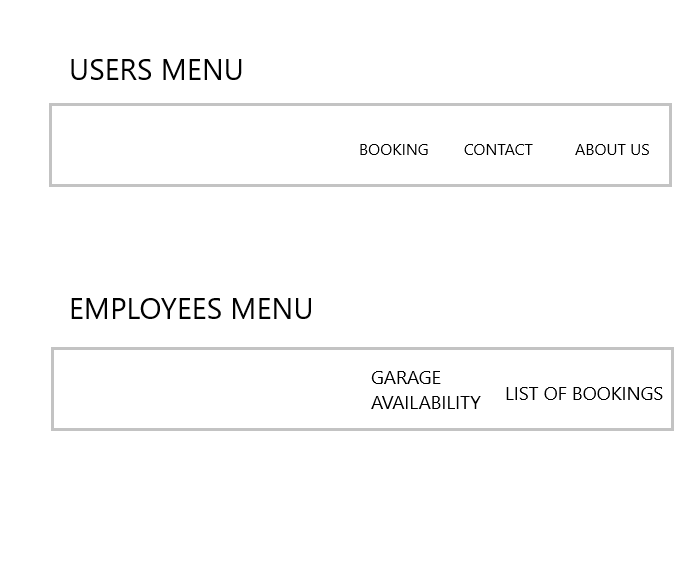 USERS MENU
BOOKING CONTACT ABOUT US
EMPLOYEES MENU
GARAGE
AVAILABILITY
LIST OF BOOKINGS